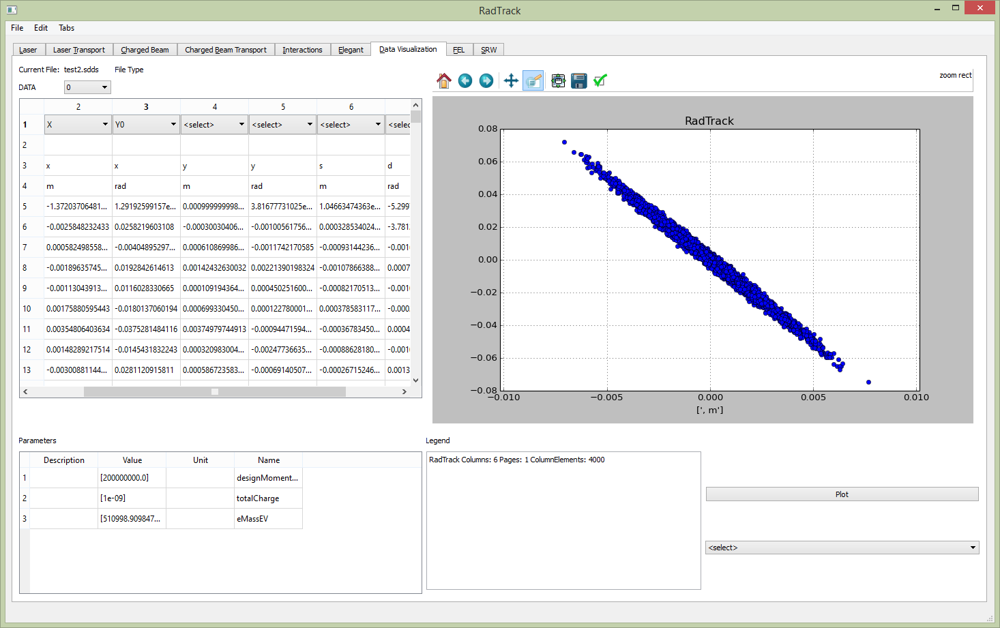 RadTrack
File Edit Tabs
Laser Laser Transport Charged Beam Charged Beam Transport Interactions Elegant Data Visualization FEL SRW
Current File: test2.sdds File Type
DATA 0
zoom rect
2 3 4 5 6
1 X Y0 <select> <select> <select> <selec
2
3 x x y y s d
4 m rad m rad m rad
5 -1.37203706481... 1.29192599157e... 0.000999999998... 3.81677731025e... 1.04663474363e... -5.299
6 -0.0025848232433 0.0258219603108 -0.00030030406... -0.00100561756... 0.000328534024... -3.781
7 0.000582498558... -0.00404895297... 0.000610869986... -0.0011742170585 -0.00093144236... -0.001
8 -0.00189635745... 0.0192842614613 0.00142432630032 0.00221390198324 -0.00107866388... 0.0007
9 -0.00113043913... 0.0116028330665 0.000109194364... 0.000450251600... -0.00082170513... -0.001
10 0.00175880595443 -0.0180137060194 0.000699330450... 0.000122780001... 0.000378583117... -0.000
11 0.00354806403634 -0.0375281484116 0.00374979744913 -0.00094471594... -0.00036783450... 0.0004
12 0.00148289217514 -0.0145431832243 0.000320983004... -0.00247736635... -0.00088628180... -0.001
13 -0.00300881144... 0.0281120915811 0.000586723583... -0.00069140507... -0.00026715246... 0.0013
RadTrack
0.08
0.06
0.04
0.02
0.00
−0.02
−0.04
−0.06
−0.08
−0.010 −0.005 0.000 0.005 0.010
[', m']
Parameters
Description Value Unit Name
1 [200000000.0] designMoment...
2 [1e-09] totalCharge
3 [510998.909847... eMassEV
Legend
RadTrack Columns: 6 Pages: 1 ColumnElements: 4000
Plot
<select>